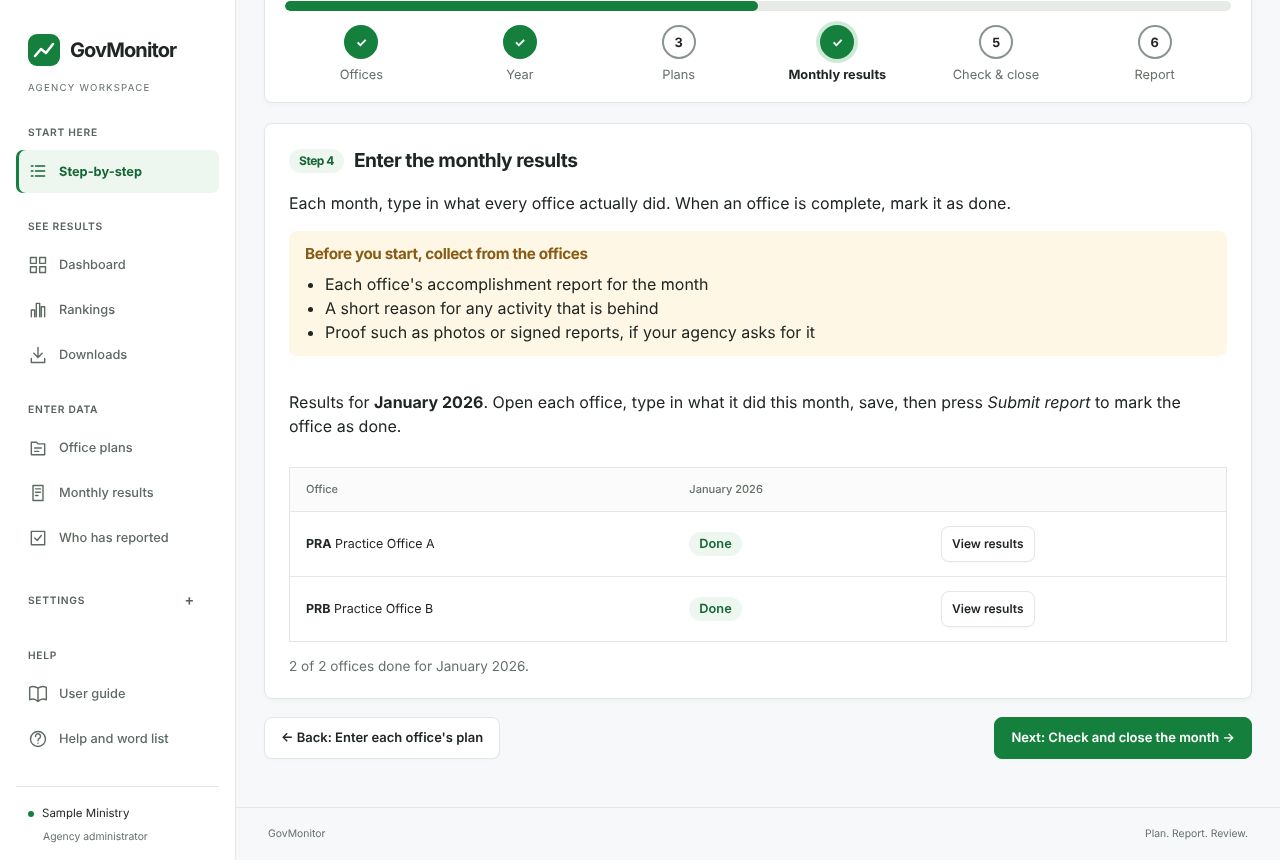 GovMonitor
AGENCY WORKSPACE
START HERE
Step-by-step
SEE RESULTS
Dashboard
Rankings
Downloads
ENTER DATA
Office plans
Monthly results
Who has reported
SETTINGS +
HELP
User guide
Help and word list
Sample Ministry
Agency administrator
3 5 6
Offices Year Plans Monthly results Check & close Report
Step 4 Enter the monthly results
Each month, type in what every office actually did. When an office is complete, mark it as done.
Before you start, collect from the offices
• Each office's accomplishment report for the month
• A short reason for any activity that is behind
• Proof such as photos or signed reports, if your agency asks for it
Results for January 2026. Open each office, type in what it did this month, save, then press Submit report to mark the
office as done.
Office January 2026
PRA Practice Office A Done View results
PRB Practice Office B Done View results
2 of 2 offices done for January 2026.
← Back: Enter each office's plan Next: Check and close the month →
GovMonitor Plan. Report. Review.